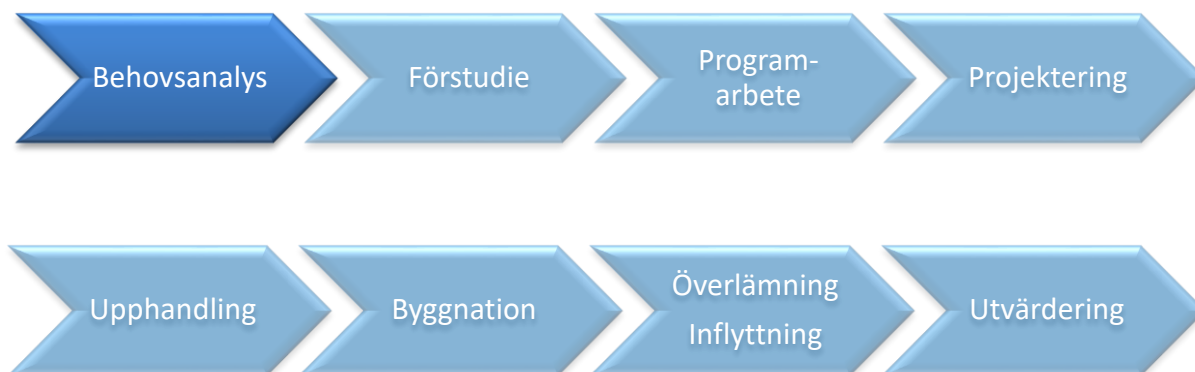 Behovsanalys
Förstudie
Program-
arbete
Projektering
Upphandling
Byggnation
Överlämning
Inflyttning
Utvärdering